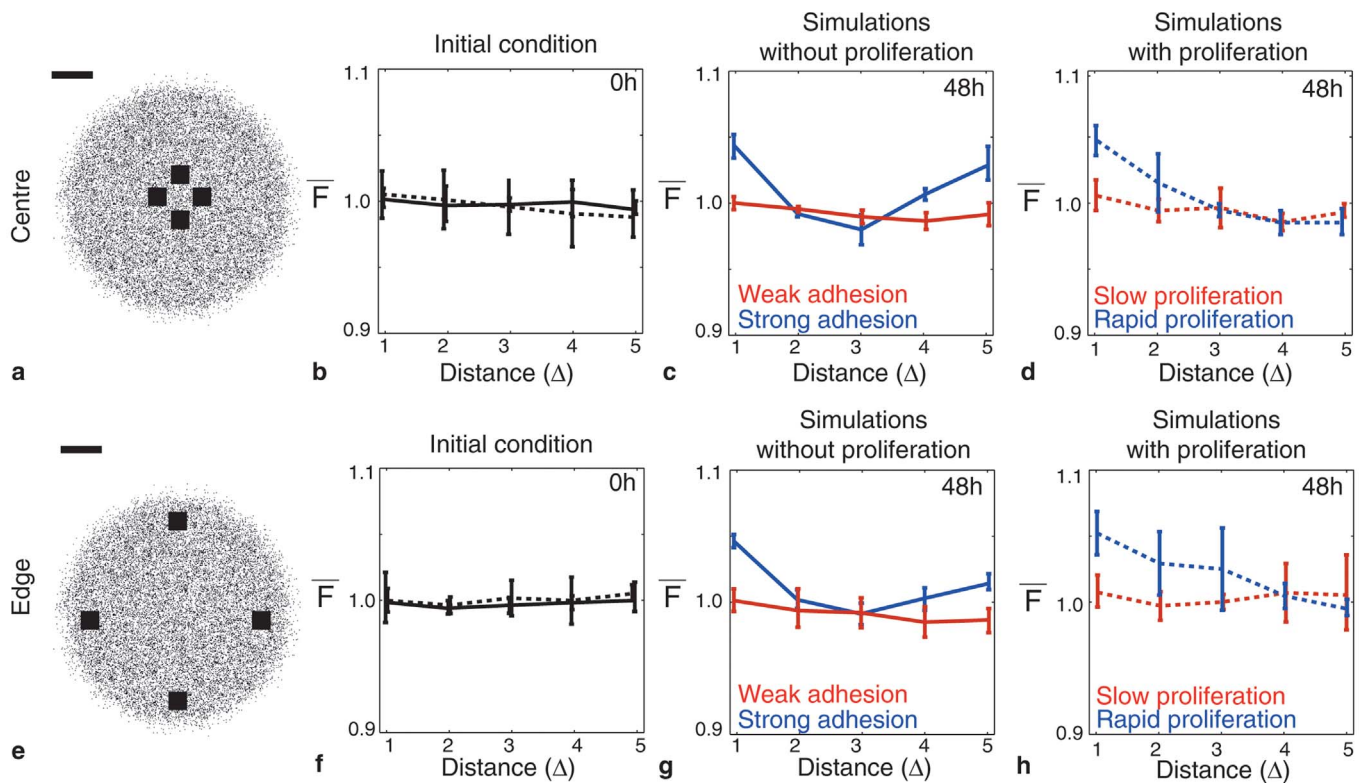 Centre
a
Initial condition
0h
1.1
1.0
0.9
F
1 2 3 4 5
Distance (Δ)
b
Simulations
without proliferation
48h
1.1
1.0
0.9
F
Weak adhesion
Strong adhesion
1 2 3 4 5
Distance (Δ)
c
Simulations
with proliferation
48h
1.1
1.0
0.9
F
Slow proliferation
Rapid proliferation
1 2 3 4 5
Distance (Δ)
d
Edge
e
Initial condition
0h
1.1
1.0
0.9
F
1 2 3 4 5
Distance (Δ)
f
Simulations
without proliferation
48h
1.1
1.0
0.9
F
Weak adhesion
Strong adhesion
1 2 3 4 5
Distance (Δ)
g
Simulations
with proliferation
48h
1.1
1.0
0.9
F
Slow proliferation
Rapid proliferation
1 2 3 4 5
Distance (Δ)
h